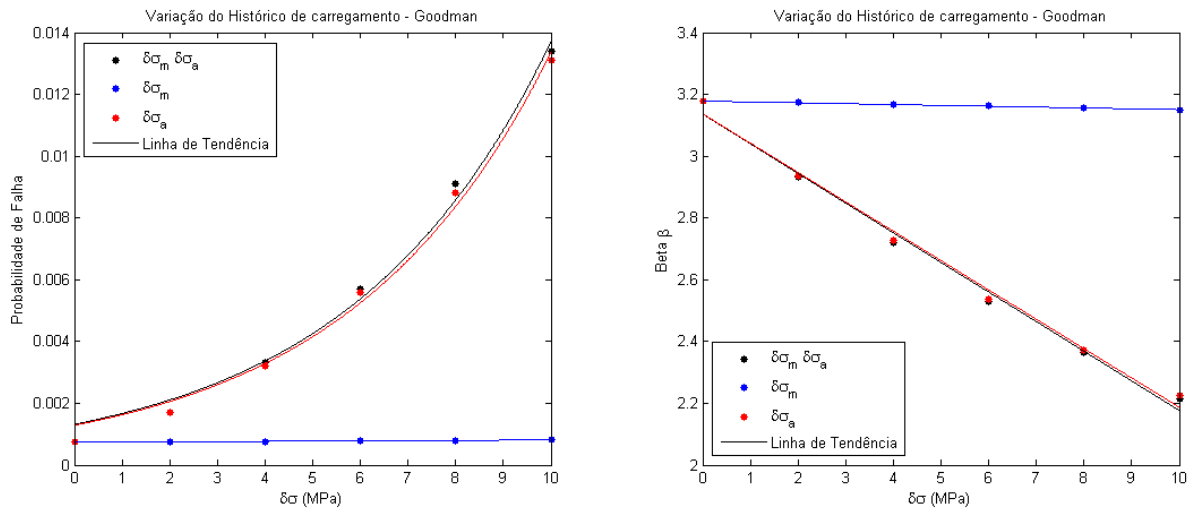 Variação do Histórico de carregamento - Goodman
0.014
0.012
0.01
0.008
0.006
0.004
0.002
0
Probabilidade de Falha
δσm δσa
δσm
δσa
Linha de Tendência
0 1 2 3 4 5 6 7 8 9 10
δσ (MPa)
Variação do Histórico de carregamento - Goodman
3.4
3.2
3
2.8
2.6
2.4
2.2
2
Beta β
δσm δσa
δσm
δσa
Linha de Tendência
0 1 2 3 4 5 6 7 8 9 10
δσ (MPa)